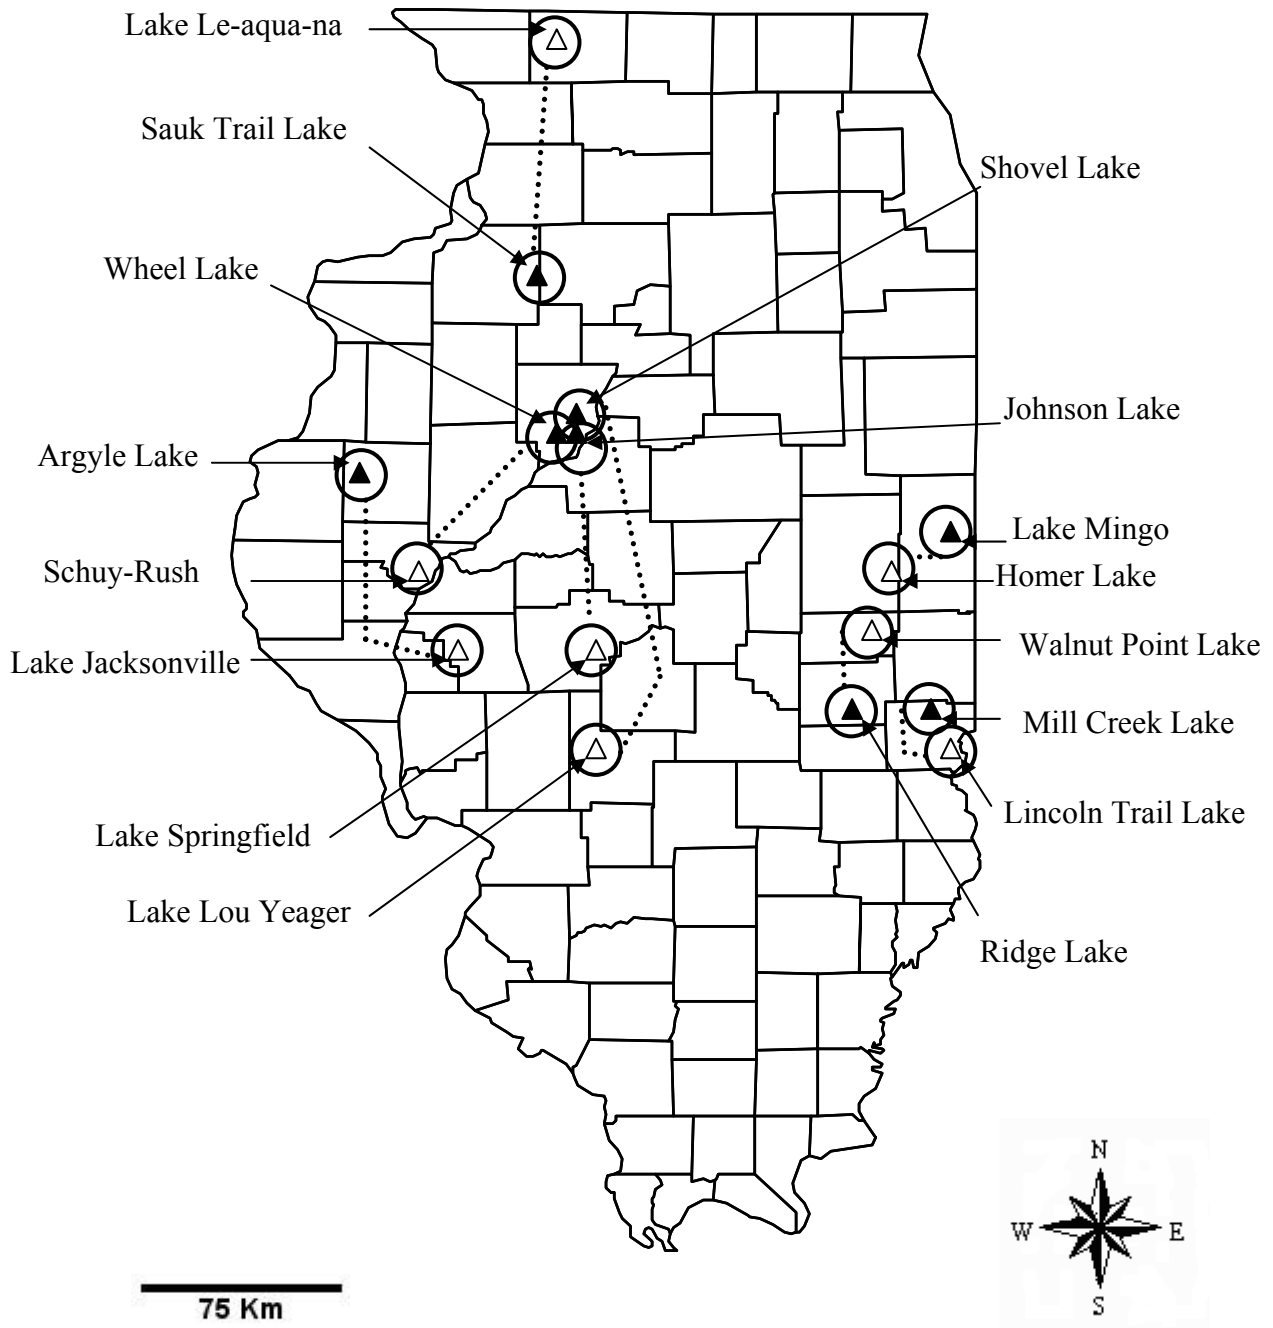 Lake Le-aqua-na
Sauk Trail Lake
Shovel Lake
Wheel Lake
Johnson Lake
Argyle Lake
Lake Mingo
Schuy-Rush
Homer Lake
Walnut Point Lake
Lake Jacksonville
Mill Creek Lake
Lincoln Trail Lake
Lake Springfield
Lake Lou Yeager
Ridge Lake
N
W
E
S
75 Km